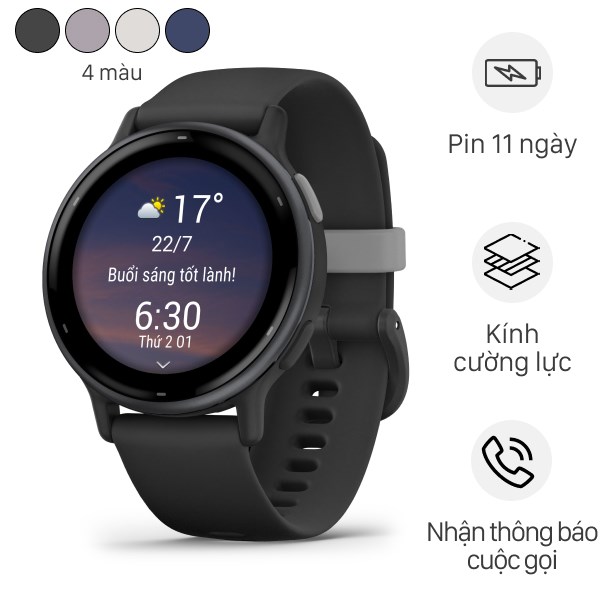 4 màu
17°
22/7
Buổi sáng tốt lành!
6:30
Thứ 2 01
Pin 11 ngày
Kính
cường lực
Nhận thông báo
cuộc gọi